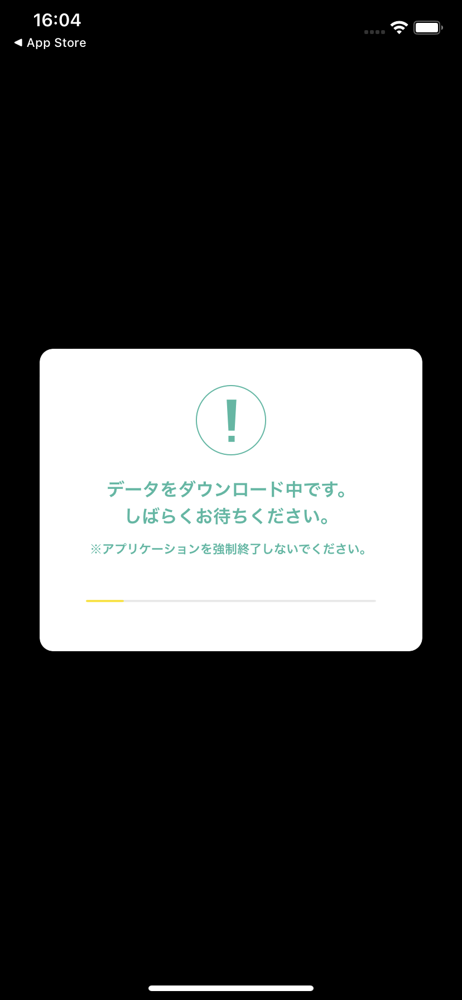 16:04
◀ App Store
!
データをダウンロード中です。
しばらくお待ちください。
※アプリケーションを強制終了しないでください。